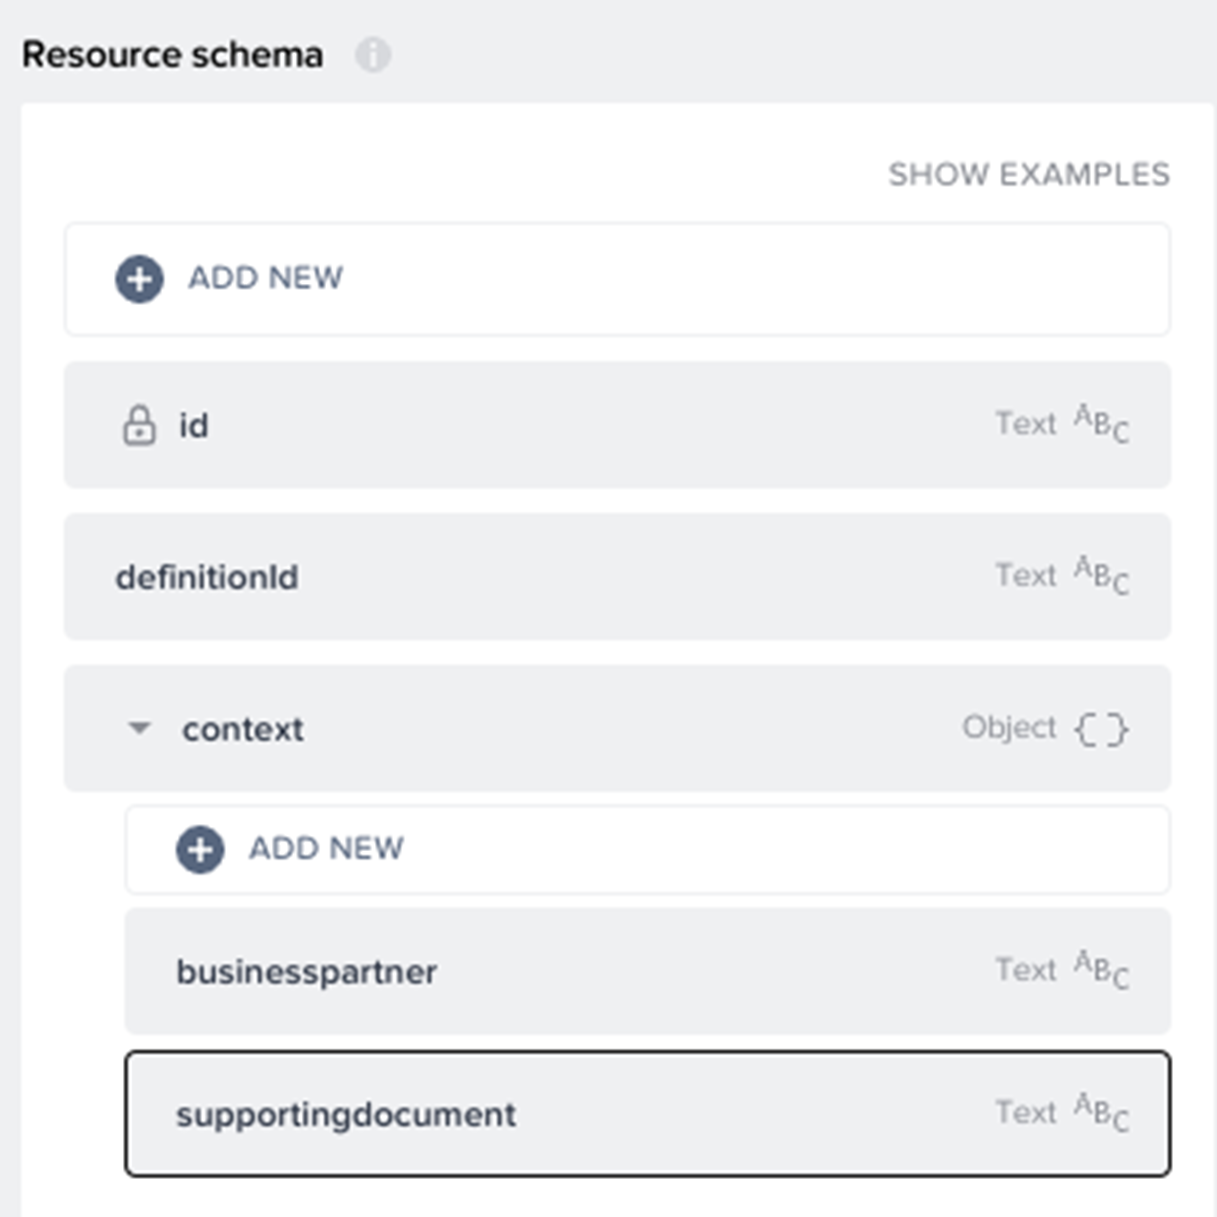 Resource schema
SHOW EXAMPLES
ADD NEW
id Text ABC
definitionId Text ABC
context Object { }
ADD NEW
businesspartner Text ABC
supportingdocument Text ABC